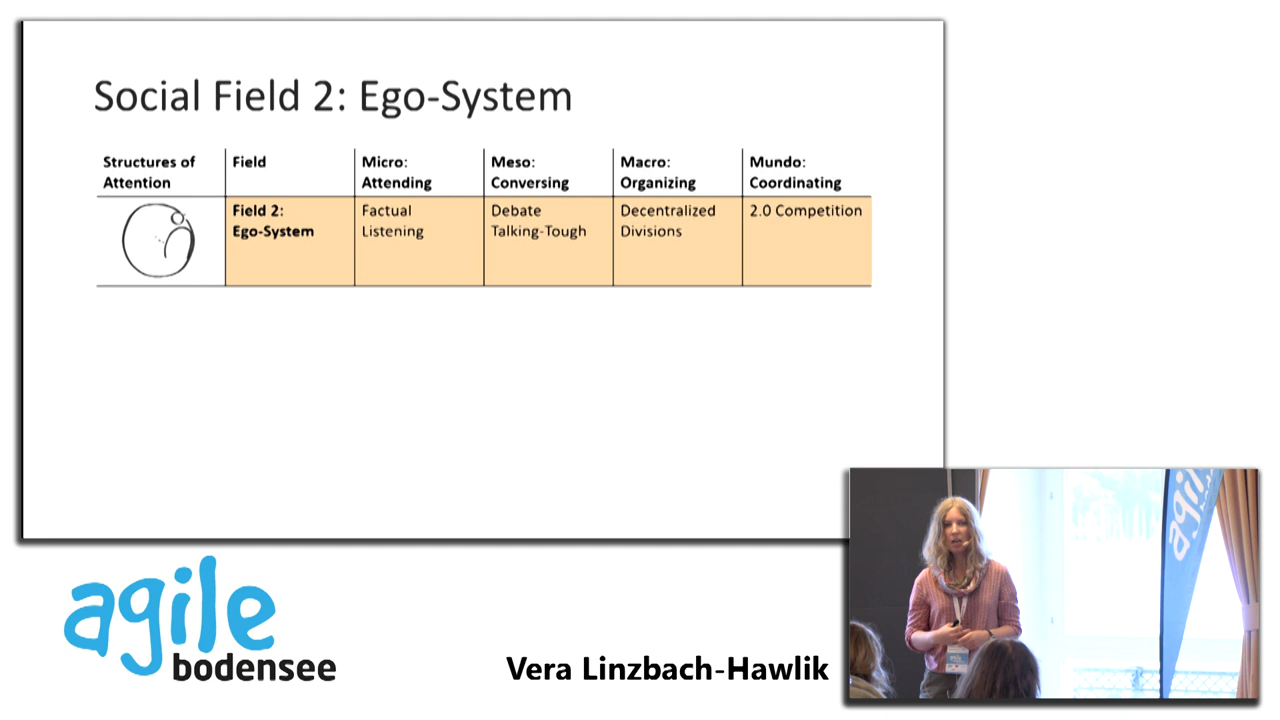 Social Field 2: Ego-System
Structures of Attention
Field
Micro: Attending
Meso: Conversing
Macro: Organizing
Mundo: Coordinating
Field 2: Ego-System
Factual Listening
Debate Talking-Tough
Decentralized Divisions
2.0 Competition
agile
bodensee
Vera Linzbach-Hawlik
agile
agile